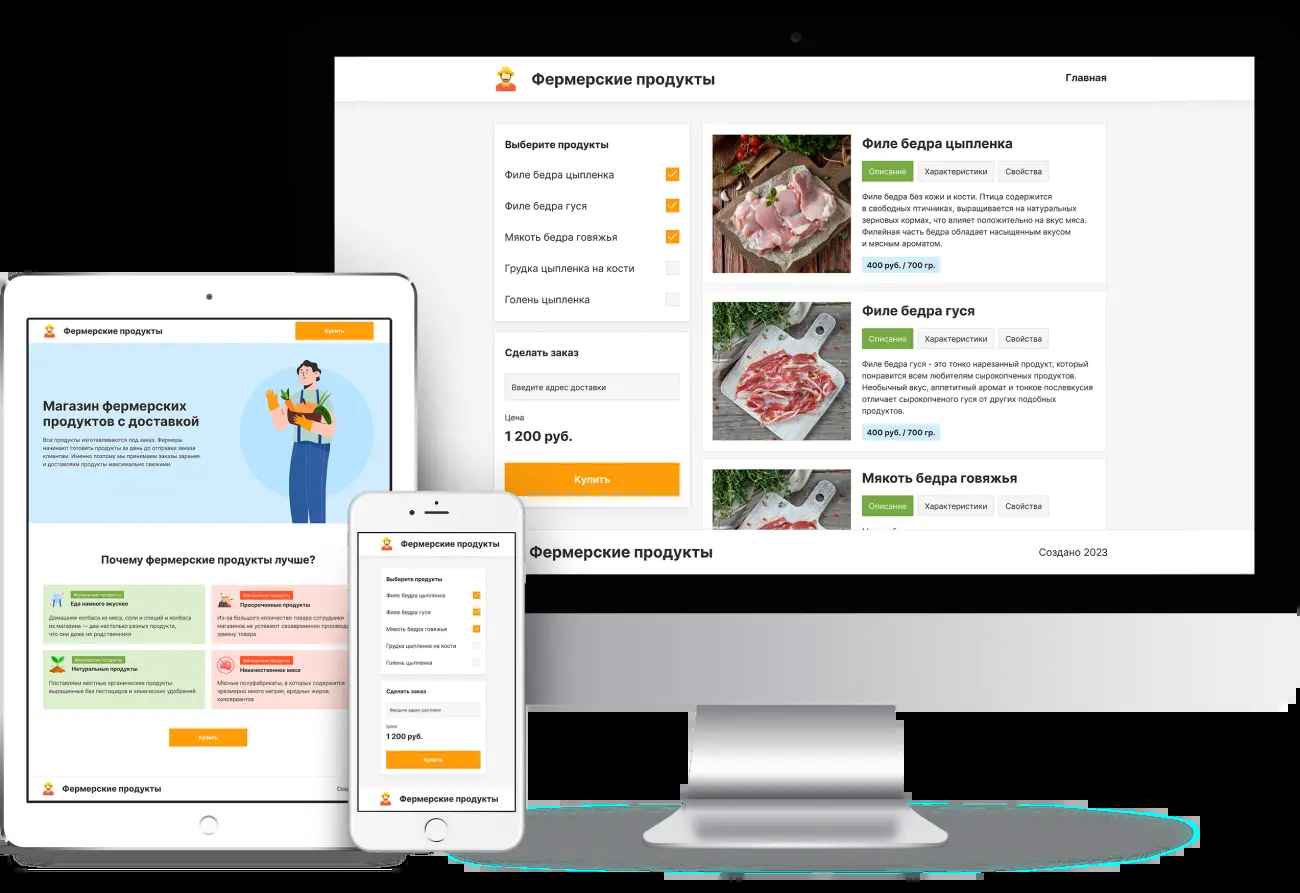 Фермерские продукты
Главная
Выберите продукты
Филе бедра цыпленка
Филе бедра гуся
Мякоть бедра говяжья
Грудка цыпленка на кости
Голень цыпленка
Сделать заказ
Введите адрес доставки
Цена
1 200 руб.
Купить
Филе бедра цыпленка
Описание
Характеристики
Свойства
Филе бедра без кожи и кости. Птица содержится
в свободных птичниках, выращивается на натуральных
зерновых кормах, что влияет положительно на вкус мяса.
Филейная часть бедра обладает насыщенным вкусом
и мясным ароматом.
400 руб. / 700 гр.
Филе бедра гуся
Описание
Характеристики
Свойства
Филе бедра гуся - это тонко нарезанный продукт, который
понравится всем любителям сырокопченых продуктов.
Необычный вкус, аппетитный аромат и тонкое послевкусия
отличает сырокопченого гуся от других подобных
продуктов.
400 руб. / 700 гр.
Мякоть бедра говяжья
Описание
Характеристики
Свойства
Фермерские продукты
Создано 2023
Фермерские продукты
Купить
Магазин фермерских
продуктов с доставкой
Все продукты изготавливаются под заказ. Фермеры
начинают готовить продукты за день до отправки заказа
клиентам. Именно поэтому мы принимаем заказы заранее
и доставляем продукты максимально свежими.
Почему фермерские продукты лучше?
Фермерские продукты
Еда намного вкуснее
Домашняя колбаса из мяса, соли и специй и колбаса
из магазина — два настолько разных продукта,
что они даже не родственники
Магазинные продукты
Просроченные продукты
Из-за большого количество товара сотрудники
магазинов не успевают своевременно производ
замену товара
Фермерские продукты
Натуральные продукты
Поставляем местные органические продукты
выращенные без пестицидов и химических удобрений.
Магазинные продукты
Некачественное мясо
Мясные полуфабрикаты, в которых содержится
чрезмерно много натрия, вредных жиров,
консервантов
Купить
Фермерские продукты
Фермерские продукты
Выберите продукты
Филе бедра цыпленка
Филе бедра гуся
Мякоть бедра говяжья
Грудка цыпленка на кости
Голень цыпленка
Сделать заказ
Введите адрес доставки
Цена
1 200 руб.
Купить
Фермерские продукты